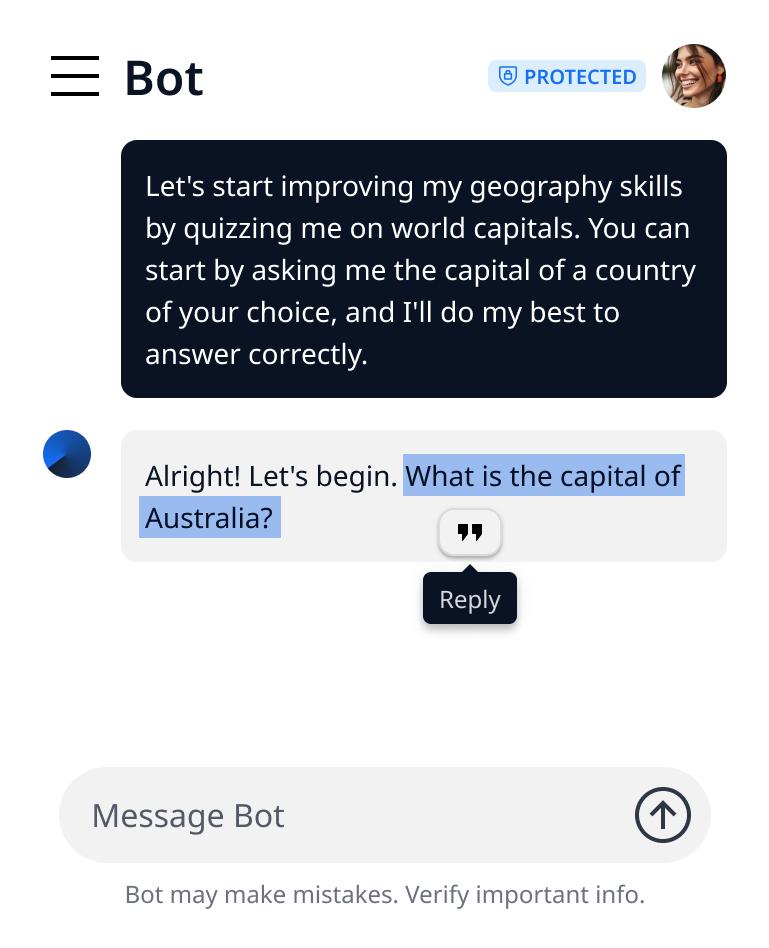 Bot
PROTECTED
Let's start improving my geography skills
by quizzing me on world capitals. You can
start by asking me the capital of a country
of your choice, and I'll do my best to
answer correctly.
Alright! Let's begin. What is the capital of
Australia?
Reply
Message Bot
Bot may make mistakes. Verify important info.